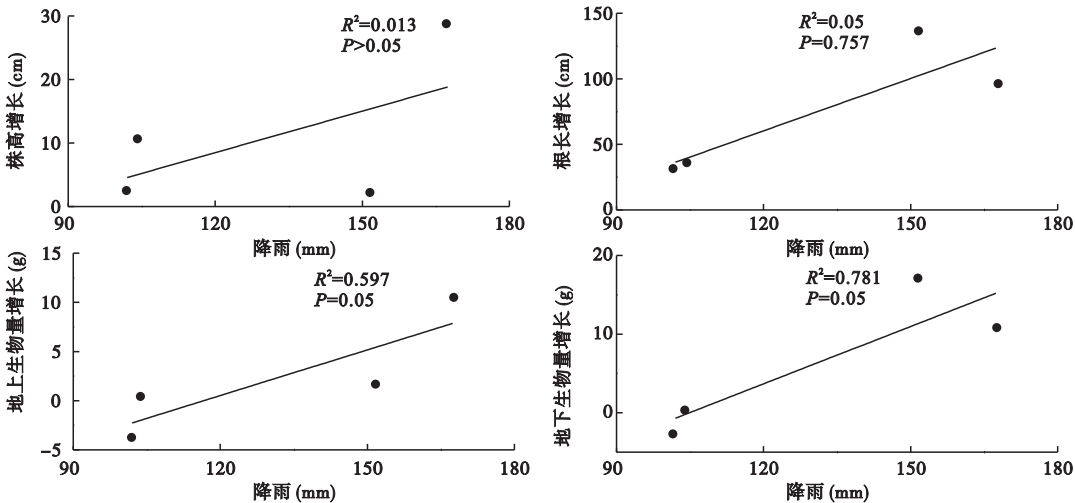 30
20
10
0
株高增长 (cm)
R²=0.013
P>0.05
90 120 150 180
降雨 (mm)
150
100
50
0
根长增长 (cm)
R²=0.05
P=0.757
90 120 150 180
降雨 (mm)
15
10
5
0
−5
地上生物量增长 (g)
R²=0.597
P=0.05
90 120 150 180
降雨 (mm)
20
10
0
地下生物量增长 (g)
R²=0.781
P=0.05
90 120 150 180
降雨 (mm)